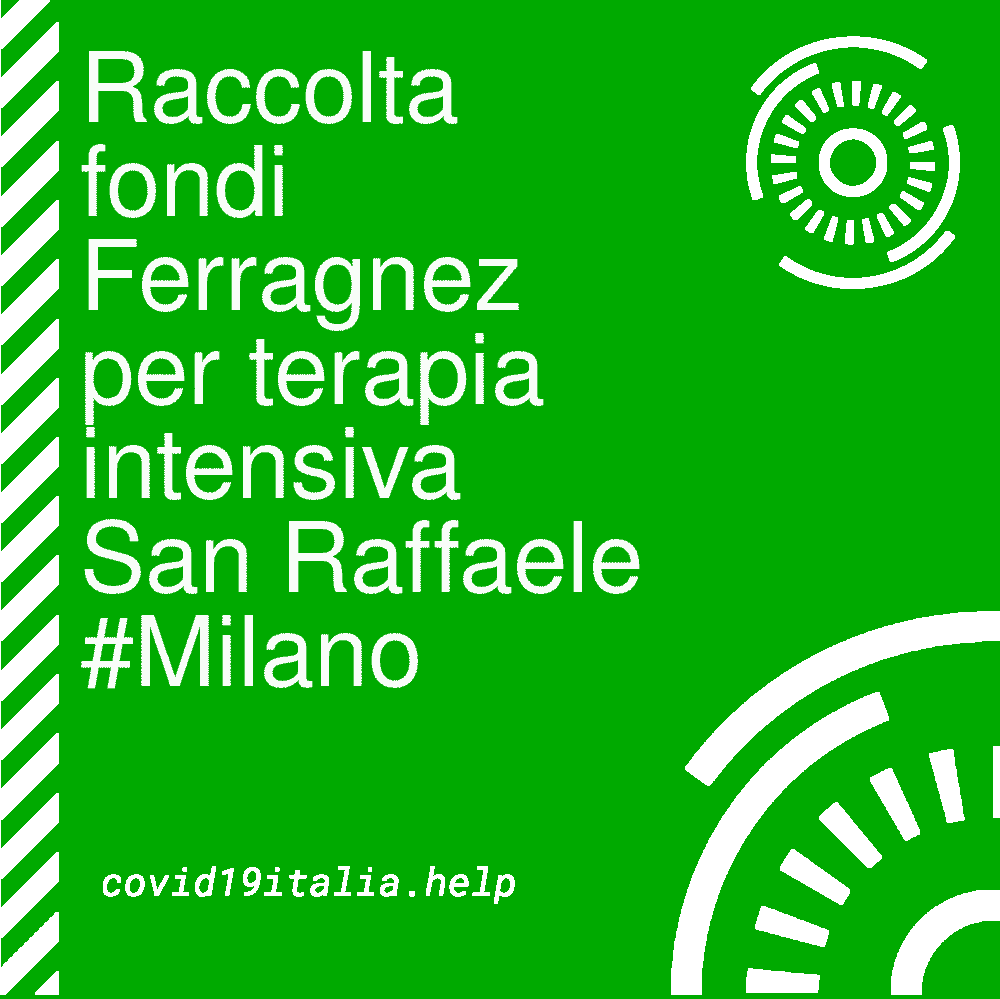 Raccolta
fondi
Ferragnez
per terapia
intensiva
San Raffaele
#Milano
covid19italia.help